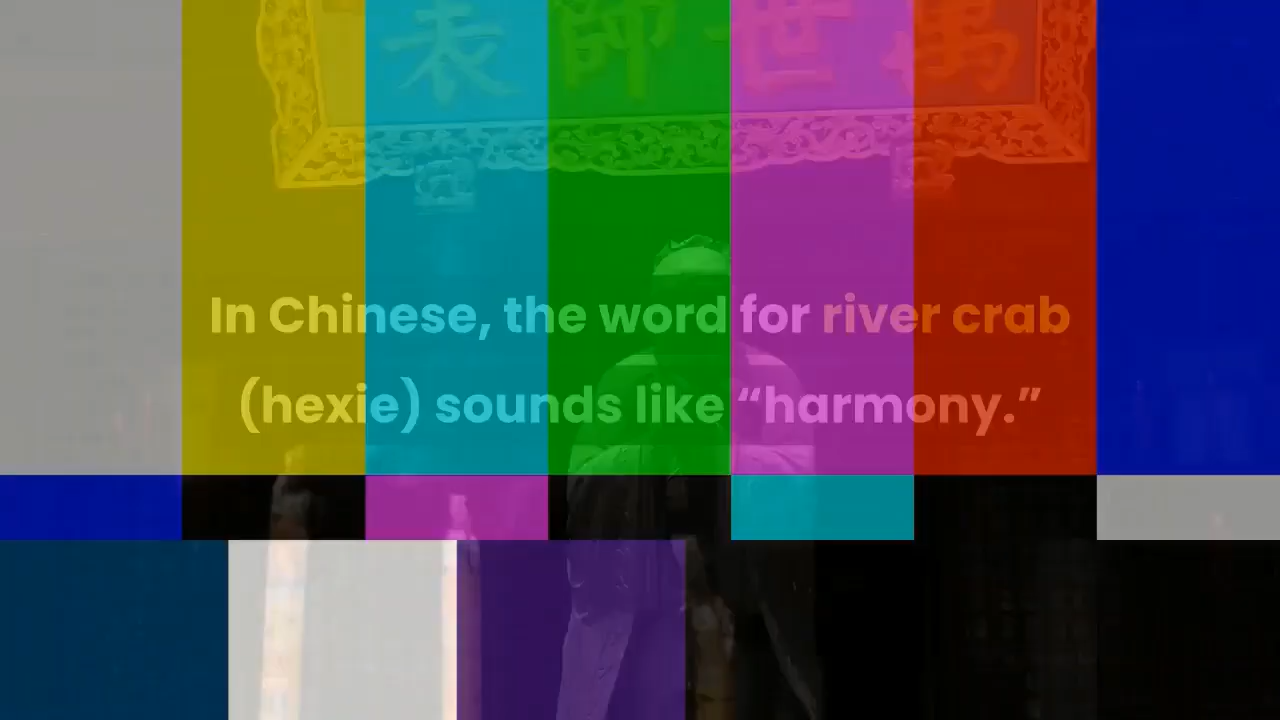 萬世師表
In Chinese, the word for river crab
(hexie) sounds like “harmony.”